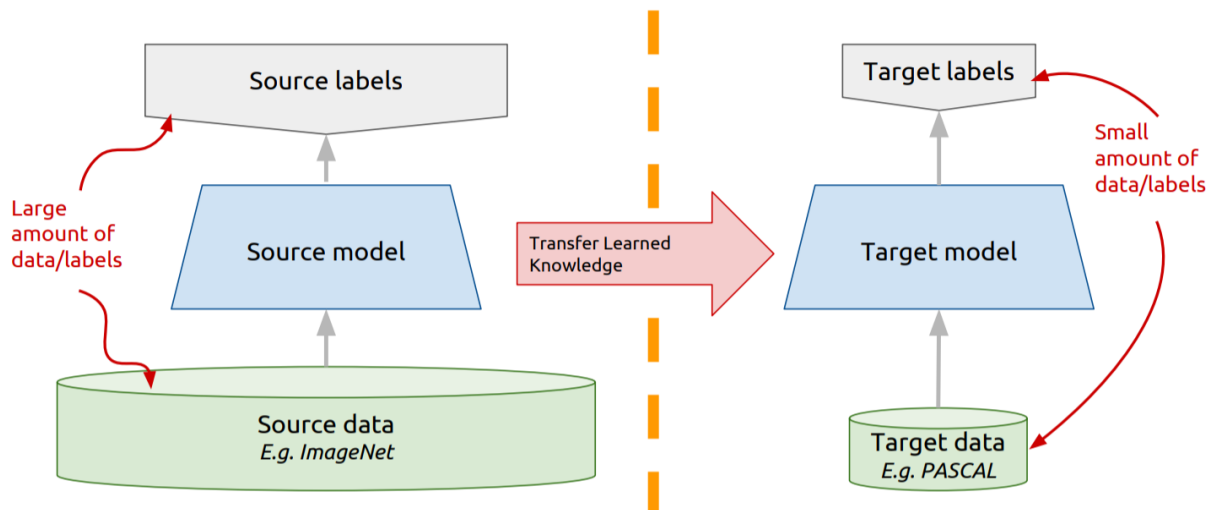 Source labels
Large
amount of
data/labels
Source model
Source data
E.g. ImageNet
Transfer Learned
Knowledge
Target labels
Small
amount of
data/labels
Target model
Target data
E.g. PASCAL